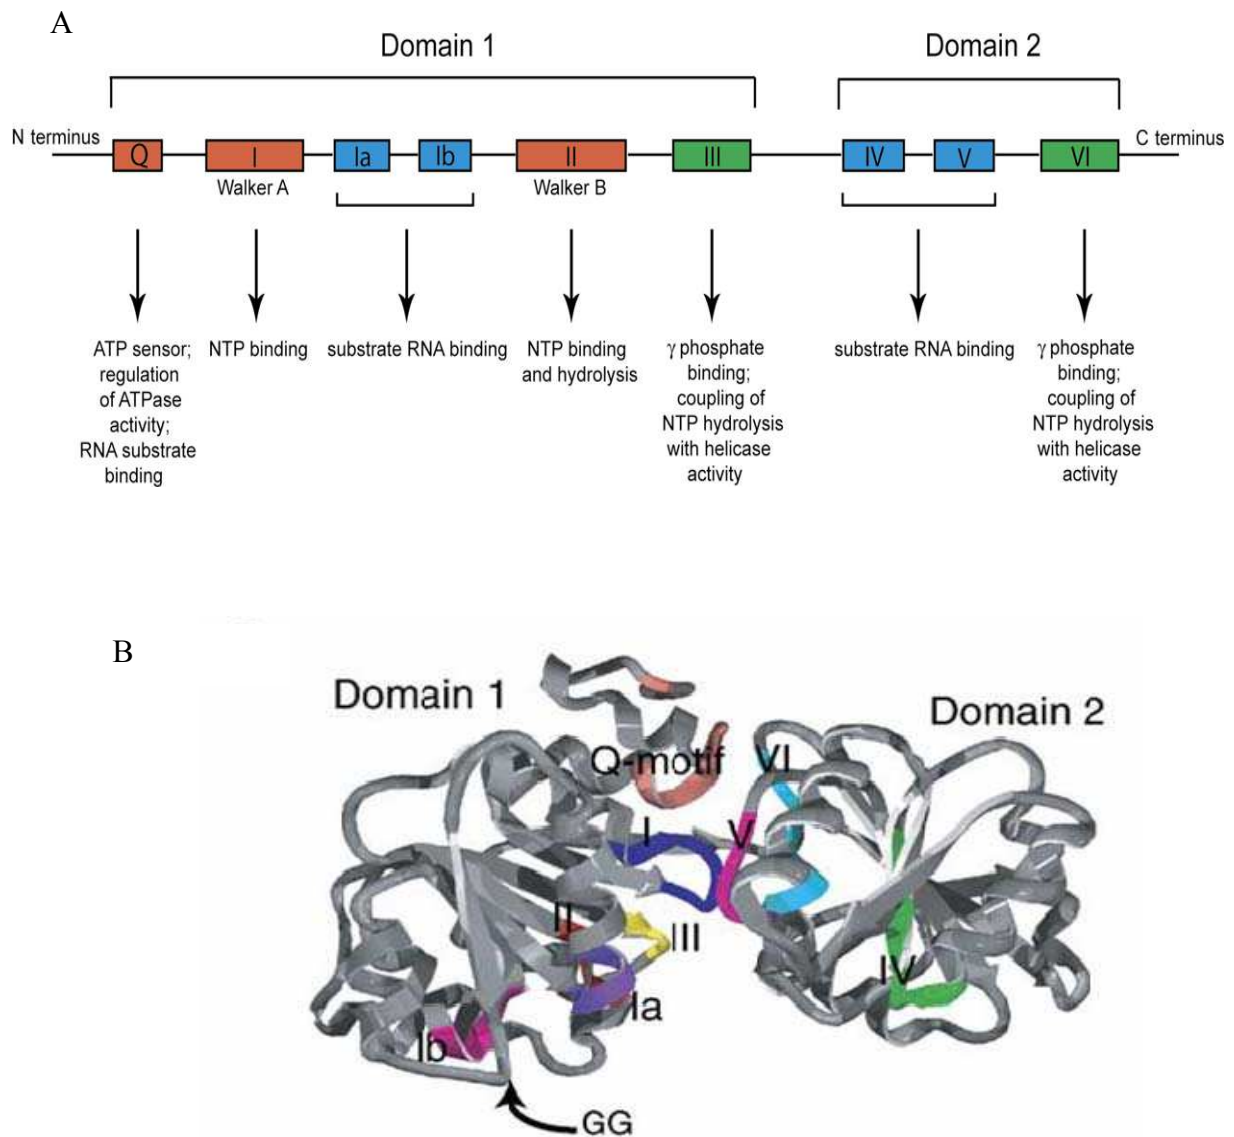 A
Domain 1
Domain 2
N terminus
Q
I
Ia
Ib
II
III
IV
V
VI
C terminus
Walker A
Walker B
ATP sensor;
regulation
of ATPase
activity;
RNA substrate
binding
NTP binding
substrate RNA binding
NTP binding
and hydrolysis
γ phosphate
binding;
coupling of
NTP hydrolysis
with helicase
activity
substrate RNA binding
γ phosphate
binding;
coupling of
NTP hydrolysis
with helicase
activity
B
Domain 1
Domain 2
Q-motif
VI
I
V
II
III
IV
Ia
Ib
GG